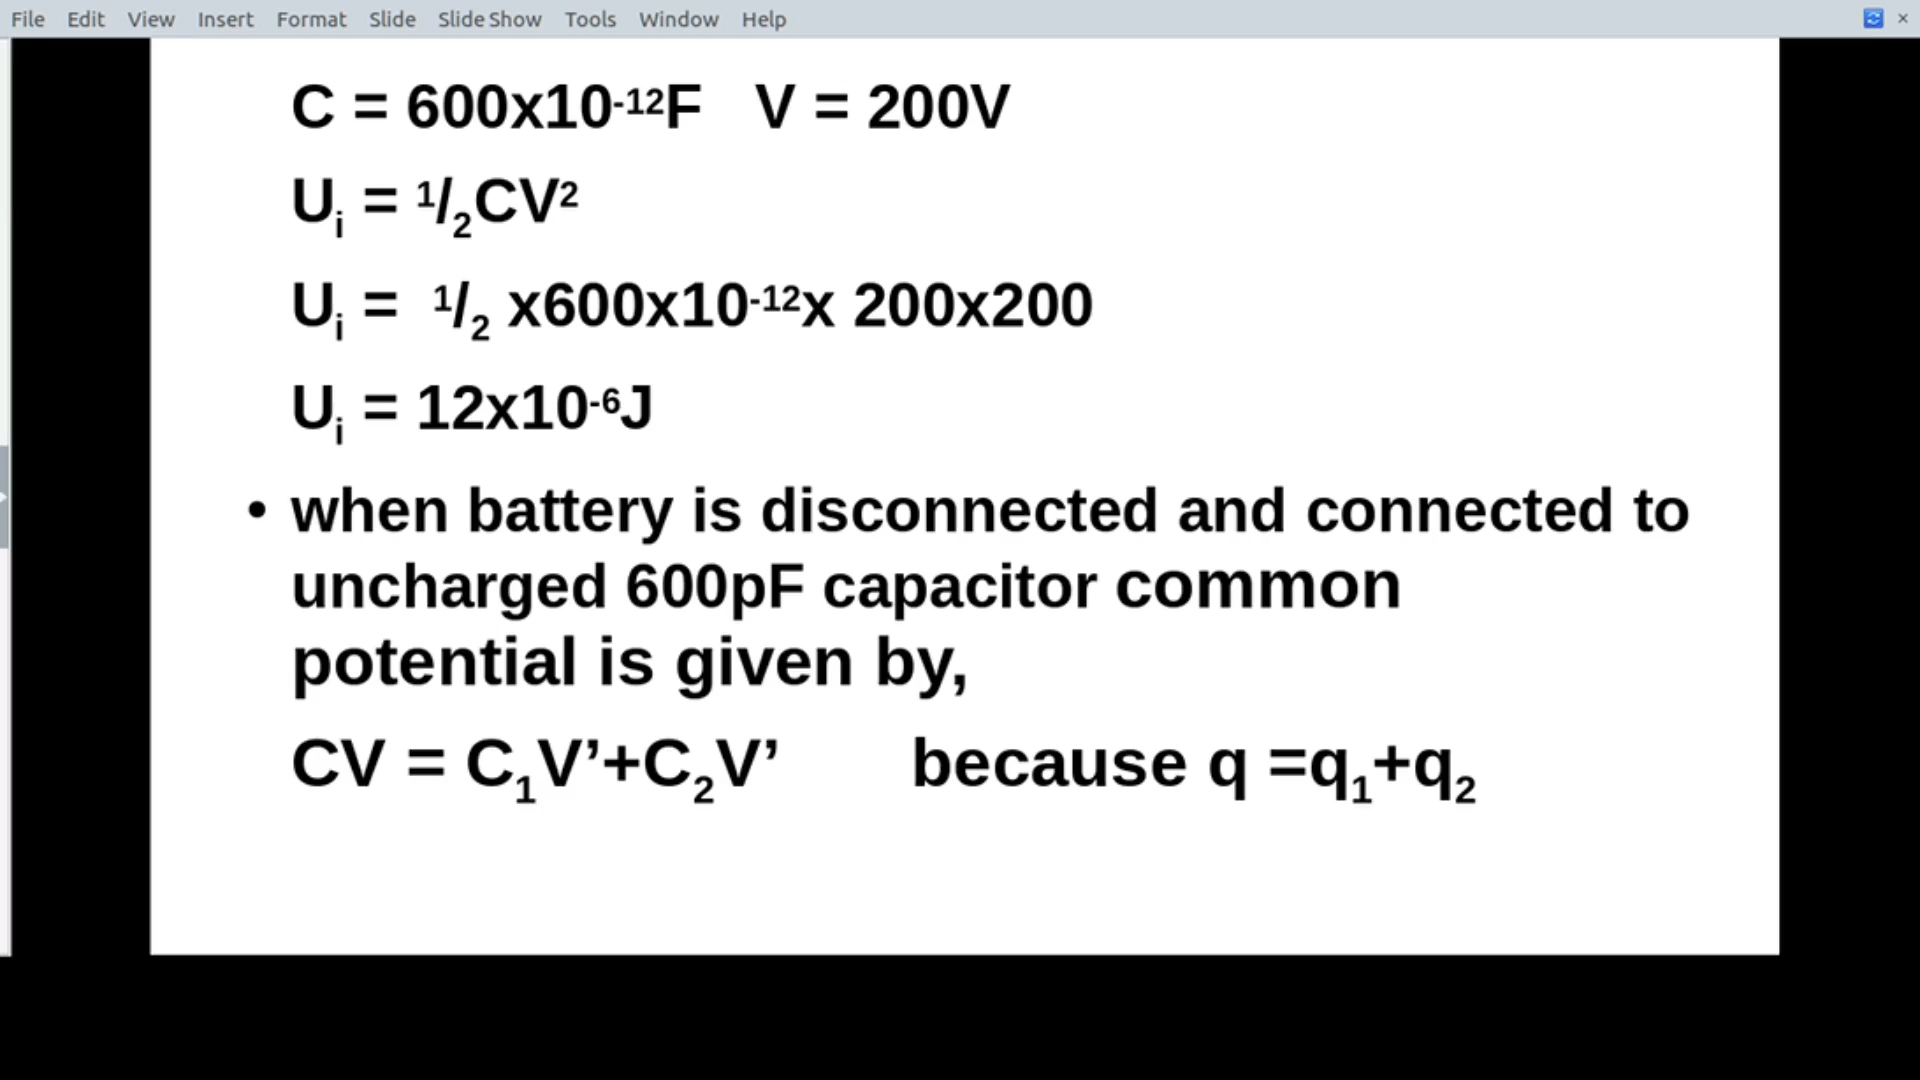 File Edit View Insert Format Slide Slide Show Tools Window Help
C = 600x10⁻¹²F V = 200V
Uᵢ = ¹/₂CV²
Uᵢ = ¹/₂ x600x10⁻¹²x 200x200
Uᵢ = 12x10⁻⁶J
• when battery is disconnected and connected to
uncharged 600pF capacitor common
potential is given by,
CV = C₁V’+C₂V’ because q =q₁+q₂